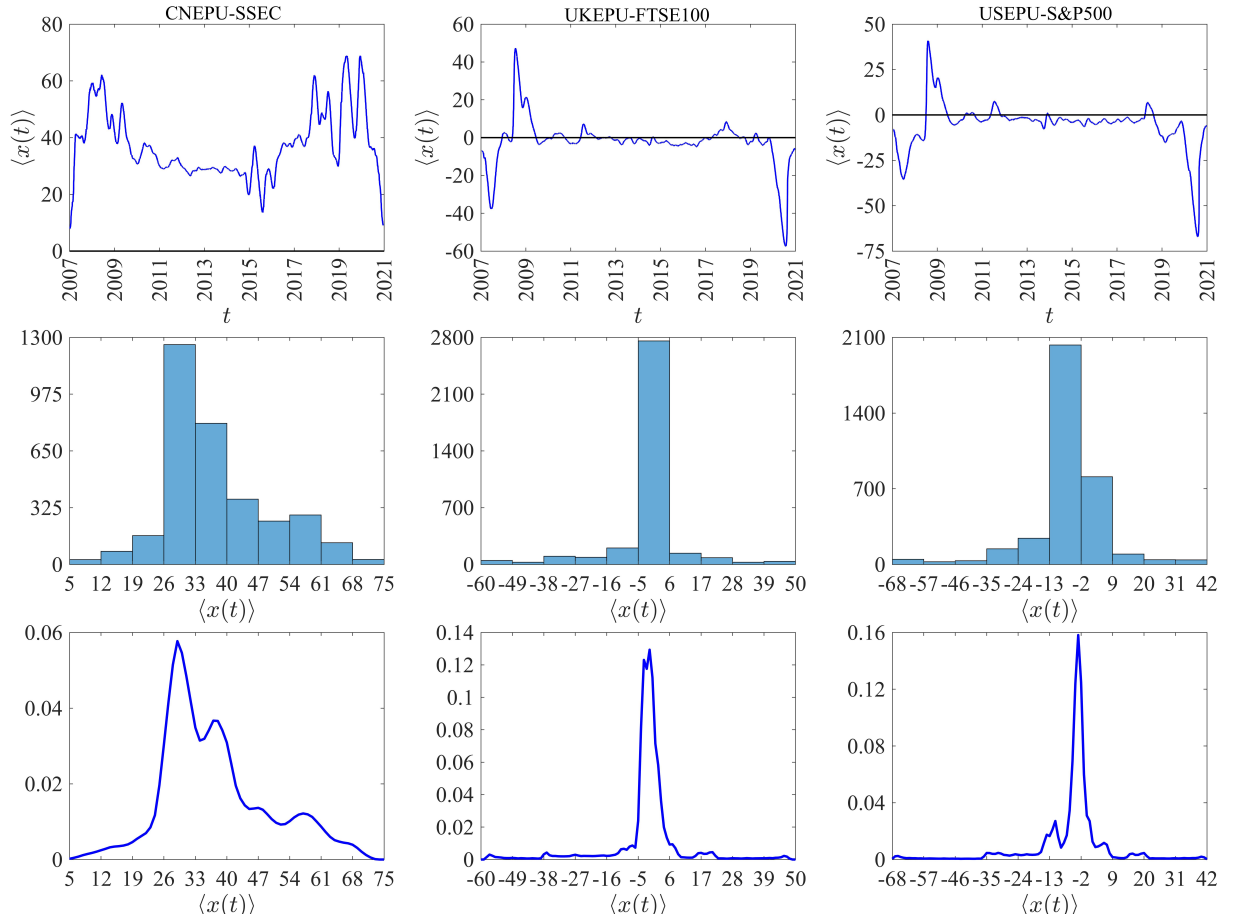 CNEPU-SSEC UKEPU-FTSE100 USEPU-S&P500
80 60 50
60 40 25
40 20 0
20 0 -25
0 -20 -50
-40 -75
-60
⟨x(t)⟩ ⟨x(t)⟩ ⟨x(t)⟩
2007 2009 2011 2013 2015 2017 2019 2021 2007 2009 2011 2013 2015 2017 2019 2021 2007 2009 2011 2013 2015 2017 2019 2021
t t t
1300 2800 2100
975 2100 1400
650 1400 700
325 700 0
0 0
5 12 19 26 33 40 47 54 61 68 75 -60 -49 -38 -27 -16 -5 6 17 28 39 50 -68 -57 -46 -35 -24 -13 -2 9 20 31 42
⟨x(t)⟩ ⟨x(t)⟩ ⟨x(t)⟩
0.06 0.14 0.16
0.04 0.12 0.12
0.02 0.1 0.08
0 0.08 0.04
0.06 0
0.04
0.02
0
5 12 19 26 33 40 47 54 61 68 75 -60 -49 -38 -27 -16 -5 6 17 28 39 50 -68 -57 -46 -35 -24 -13 -2 9 20 31 42
⟨x(t)⟩ ⟨x(t)⟩ ⟨x(t)⟩